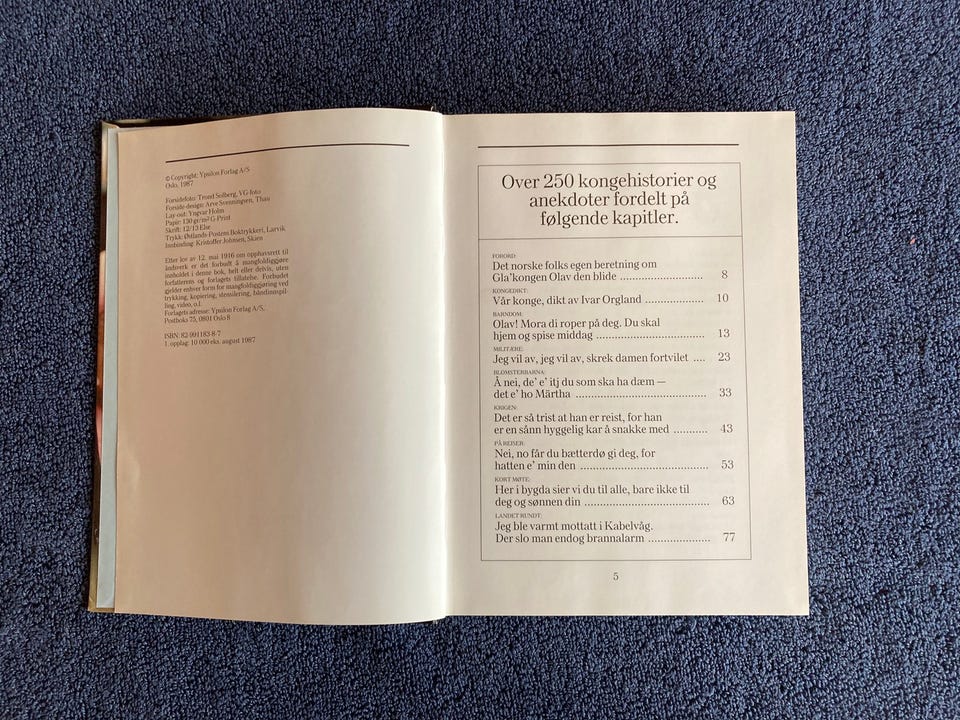 © Copyright: Ypsilon Forlag A/S
Oslo, 1987
Forsidefoto: Trond Solberg, VG-foto
Forside-design: Arve Svenningsen, Thau
Lay-out: Yngvar Holm
Papir: 130 gr/m² G-Print
Skrift: 12/13 Else
Trykk: Østlands-Postens Boktrykkeri, Larvik
Innbinding: Kristoffer Johnsen, Skien
Etter lov av 12. mai 1916 om opphavsrett til
åndsverk er det forbudt å mangfoldiggjøre
innholdet i denne bok, helt eller delvis, uten
forfatterens og forlagets tillatelse. Forbudet
gjelder enhver form for mangfoldiggjøring ved
trykking, kopiering, stensilering, båndinnspil-
ling, video, o.l.
Forlagets adresse: Ypsilon Forlag A/S,
Postboks 75, 0801 Oslo 8
ISBN: 82-991183-8-7
1. opplag: 10 000 eks. august 1987
Over 250 kongehistorier og
anekdoter fordelt på
følgende kapitler.
FORORD:
Det norske folks egen beretning om
Gla'kongen Olav den blide ........................ 8
KONGEDIKT:
Vår konge, dikt av Ivar Orgland ................. 10
BARNDOM:
Olav! Mora di roper på deg. Du skal
hjem og spise middag ............................... 13
MILITÆRE:
Jeg vil av, jeg vil av, skrek damen fortvilet .... 23
BLOMSTERBARNA:
Å nei, de' e' itj du som ska ha dæm —
det e' ho Märtha ..................................... 33
KRIGEN:
Det er så trist at han er reist, for han
er en sånn hyggelig kar å snakke med .......... 43
PÅ REISER:
Nei, no får du bætterdø gi deg, for
hatten e' min den ................................... 53
KORT MØTE:
Her i bygda sier vi du til alle, bare ikke til
deg og sønnen din ................................... 63
LANDET RUNDT:
Jeg ble varmt mottatt i Kabelvåg.
Der slo man endog brannalarm ................... 77
5